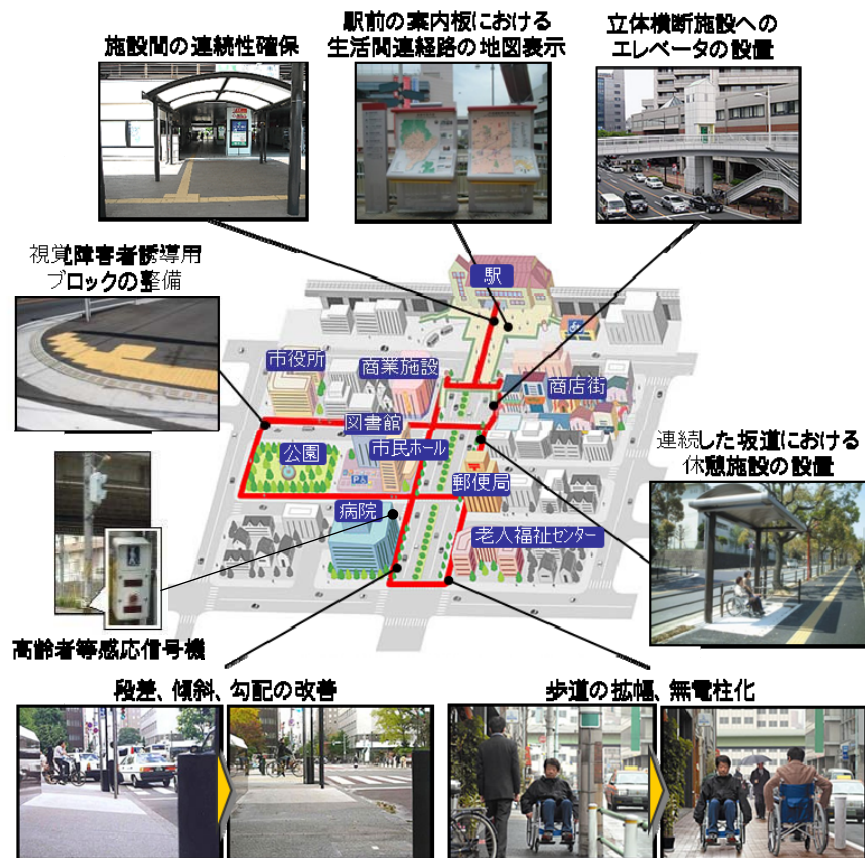 施設間の連続性確保
駅前の案内板における
生活関連経路の地図表示
立体横断施設への
エレベータの設置
視覚障害者誘導用
ブロックの整備
駅
市役所
商業施設
商店街
図書館
公園
市民ホール
連続した坂道における
休憩施設の設置
郵便局
病院
老人福祉センター
高齢者等感応信号機
段差、傾斜、勾配の改善
歩道の拡幅、無電柱化